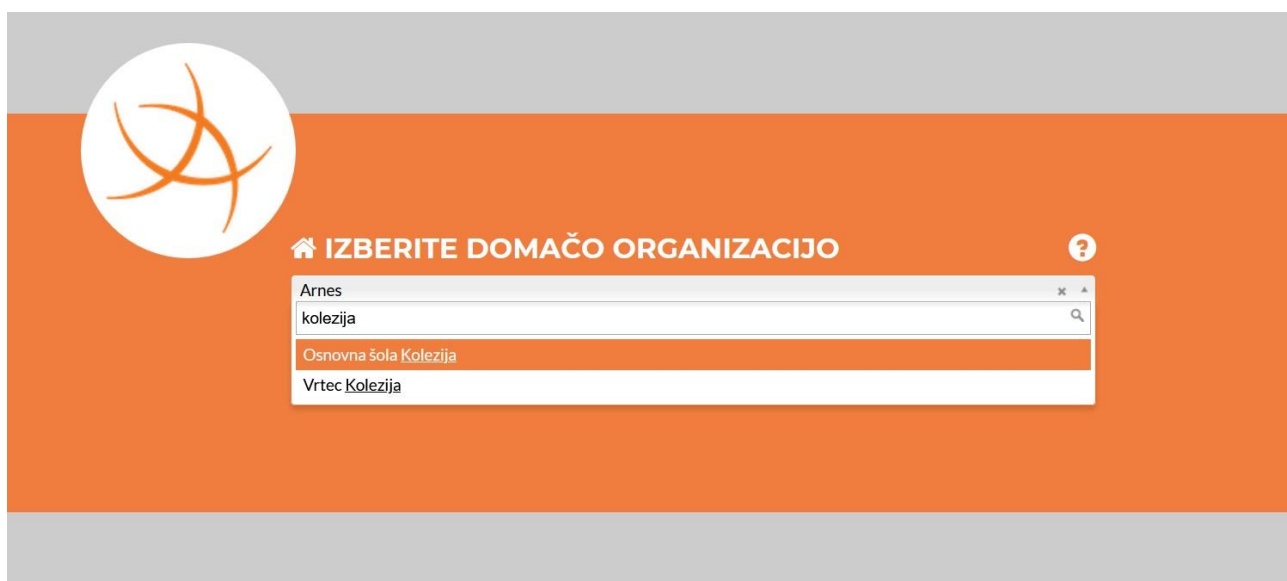 IZBERITE DOMAČO ORGANIZACIJO
Arnes
kolezija
Osnovna šola Kolezija
Vrtec Kolezija